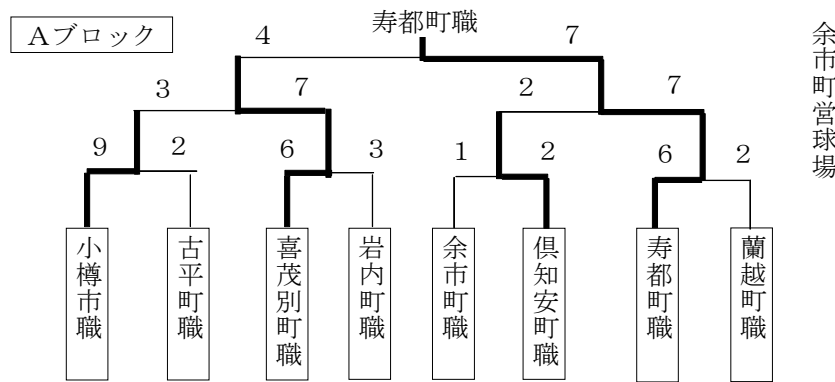 Aブロック
寿都町職
4
7
3
7
2
7
9
2
6
3
1
2
6
2
小樽市職
古平町職
喜茂別町職
岩内町職
余市町職
倶知安町職
寿都町職
蘭越町職
余市町営球場